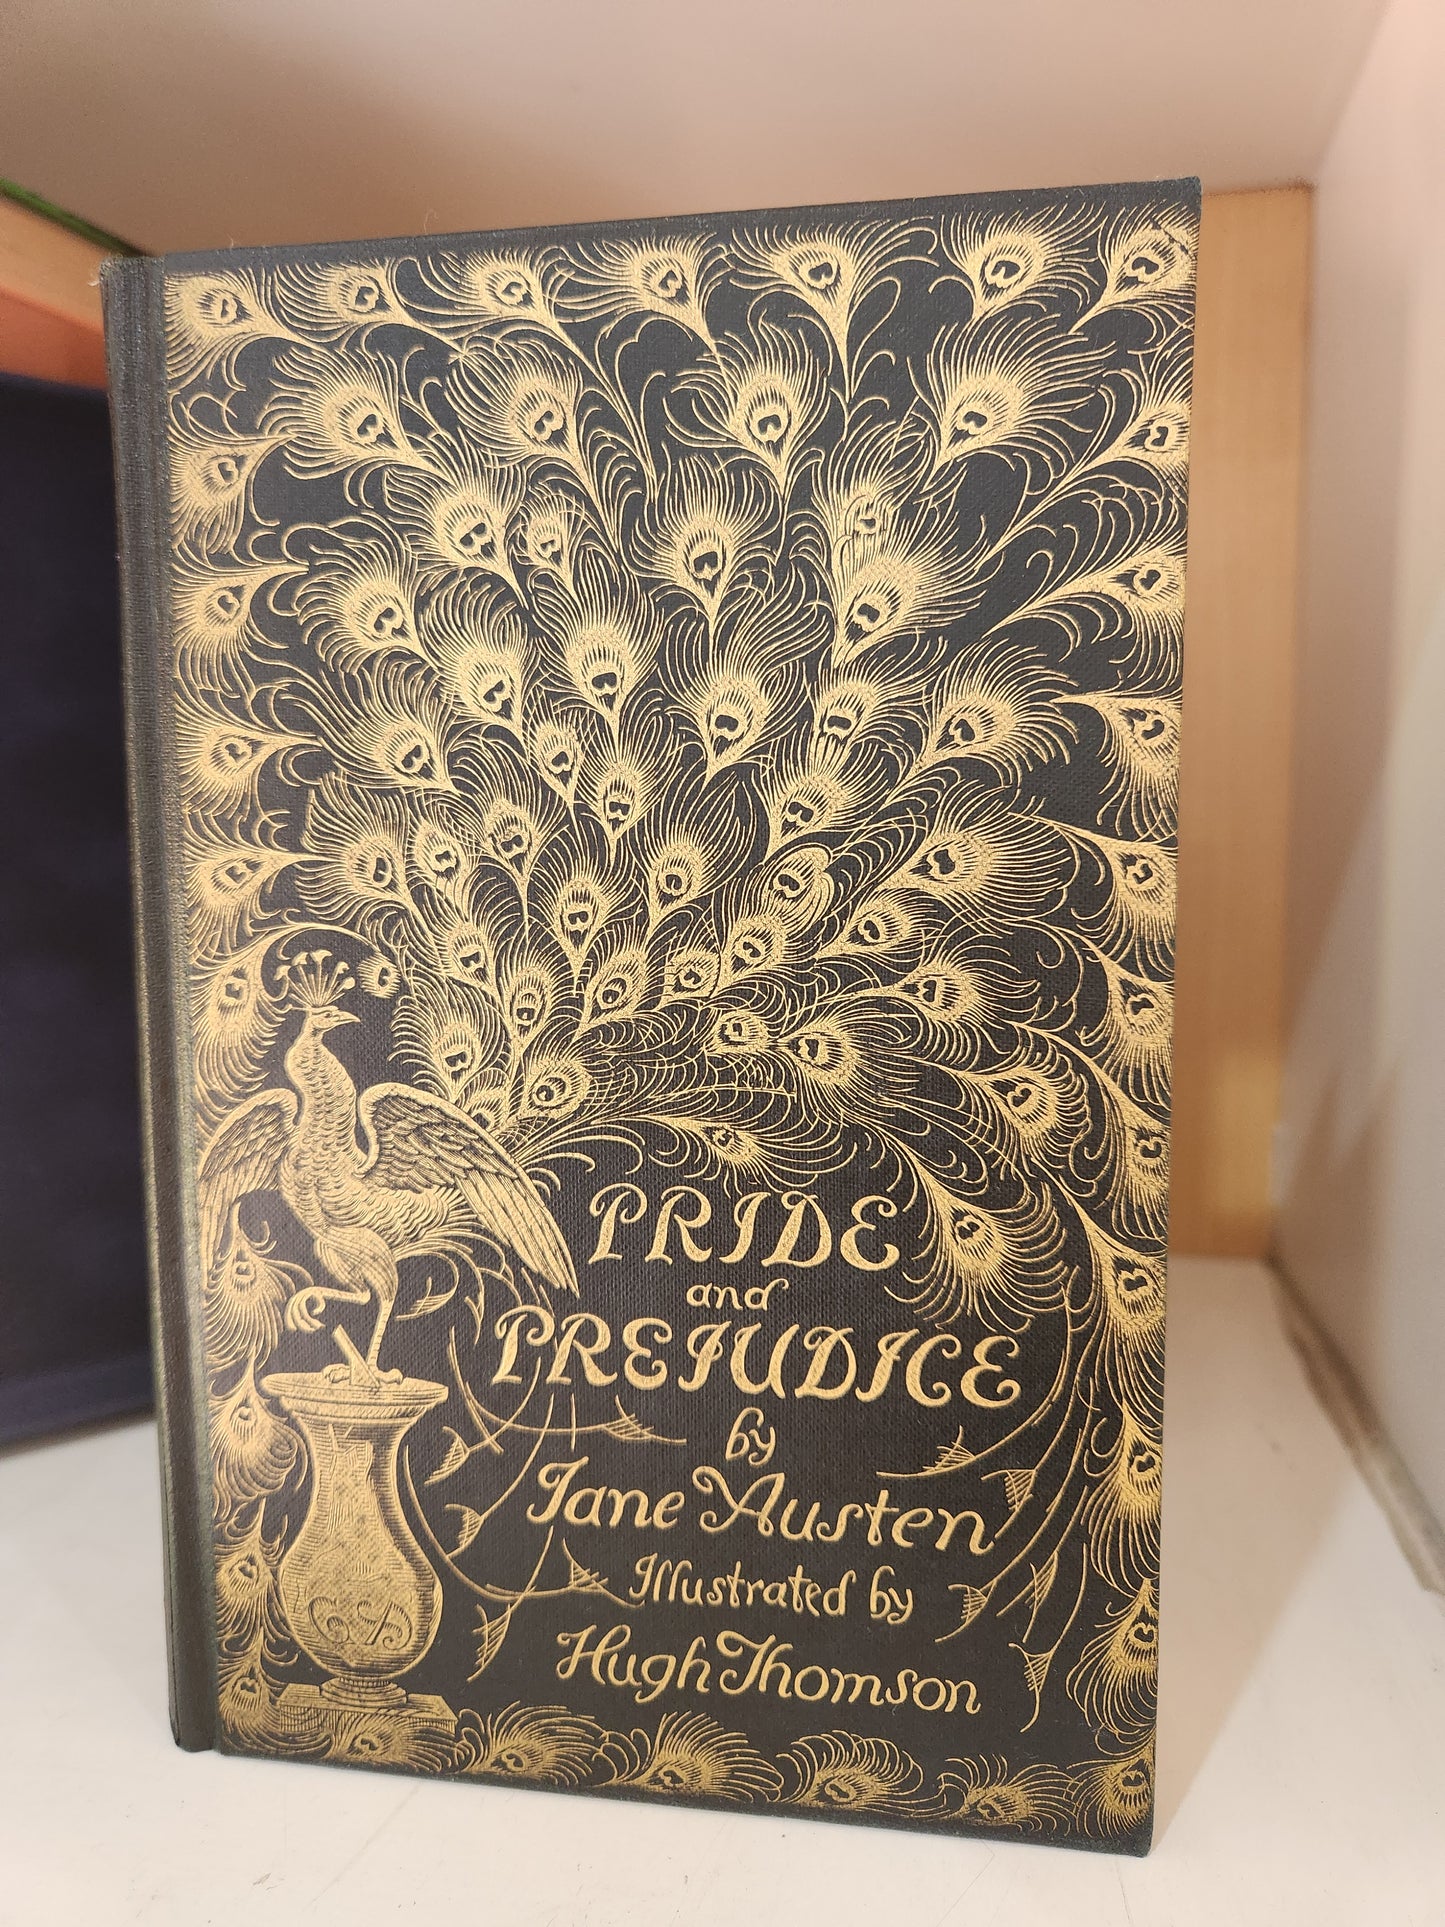 PRIDE
and
PREJUDICE
by
Jane Austen
Illustrated by
Hugh Thomson